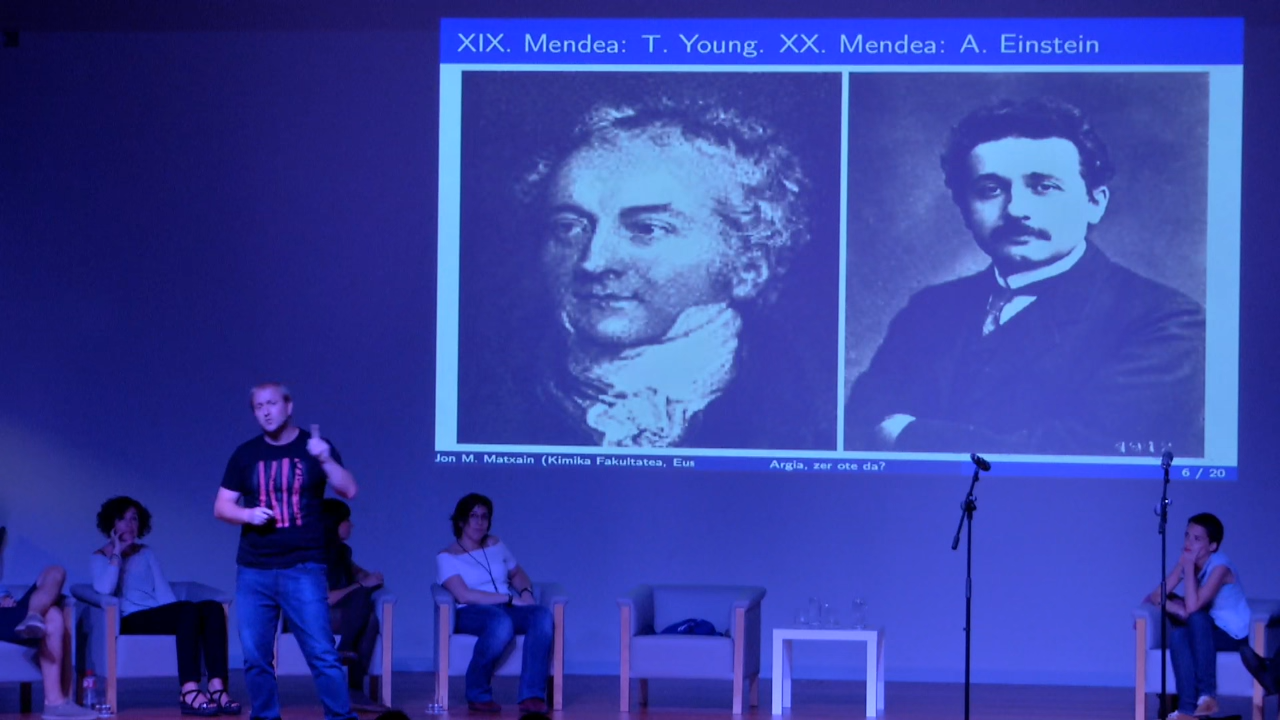 XIX. Mendea: T. Young. XX. Mendea: A. Einstein
Jon M. Matxain (Kimika Fakultatea, Eus
Argia, zer ote da?
6 / 20